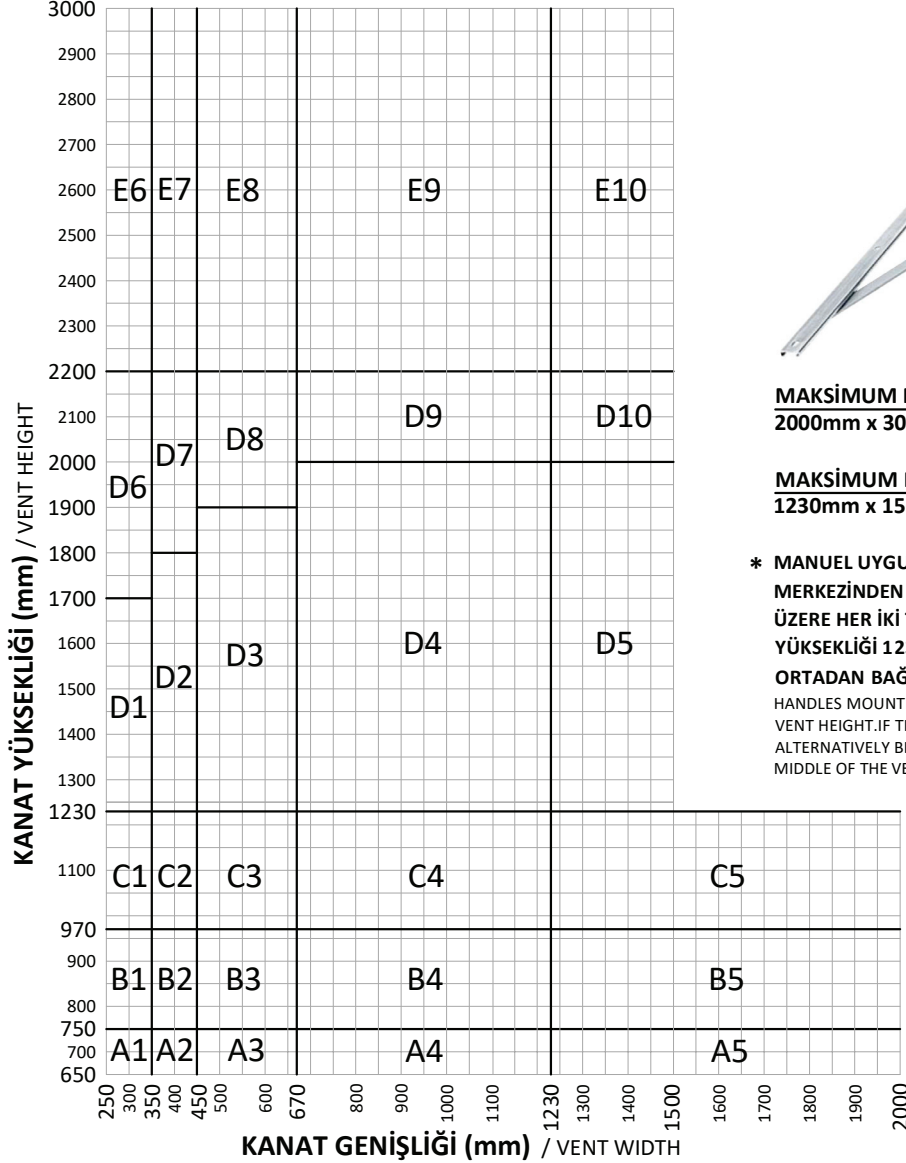 3000
2900
2800
2700
2600
2500
2400
2300
2200
2100
2000
1900
1800
1700
1600
1500
1400
1300
1230
1100
970
900
800
750
700
650
KANAT YÜKSEKLİĞİ (mm) / VENT HEIGHT
E6 E7 E8 E9 E10
D6 D7 D8 D9 D10
D1 D2 D3 D4 D5
C1 C2 C3 C4 C5
B1 B2 B3 B4 B5
A1 A2 A3 A4 A5
250 300 350 400 450 500 600 670 800 900 1000 1100 1230 1300 1400 1500 1600 1700 1800 1900 2000
KANAT GENİŞLİĞİ (mm) / VENT WIDTH
MAKSİMUM
2000mm x 30
MAKSİMUM
1230mm x 15
* MANUEL UYGU
MERKEZİNDEN
ÜZERE HER İKİ
YÜKSEKLİĞİ 12
ORTADAN BAĞ
HANDLES MOUNT
VENT HEIGHT.IF TH
ALTERNATIVELY BE
MIDDLE OF THE VE